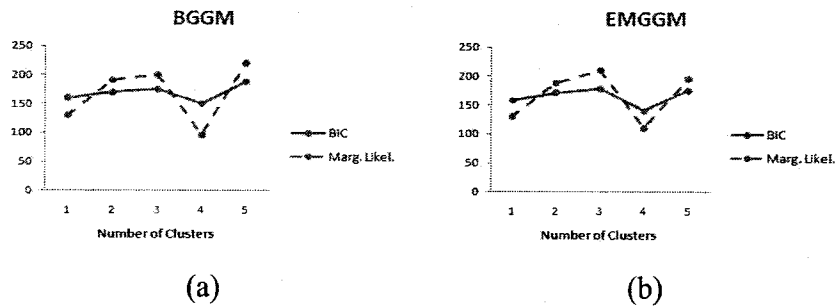 BGGM
250
200
150
100
50
0
1 2 3 4 5
Number of Clusters
BIC
Marg. Likel.
(a)
EMGGM
250
200
150
100
50
0
1 2 3 4 5
Number of Clusters
BIC
Marg. Likel.
(b)